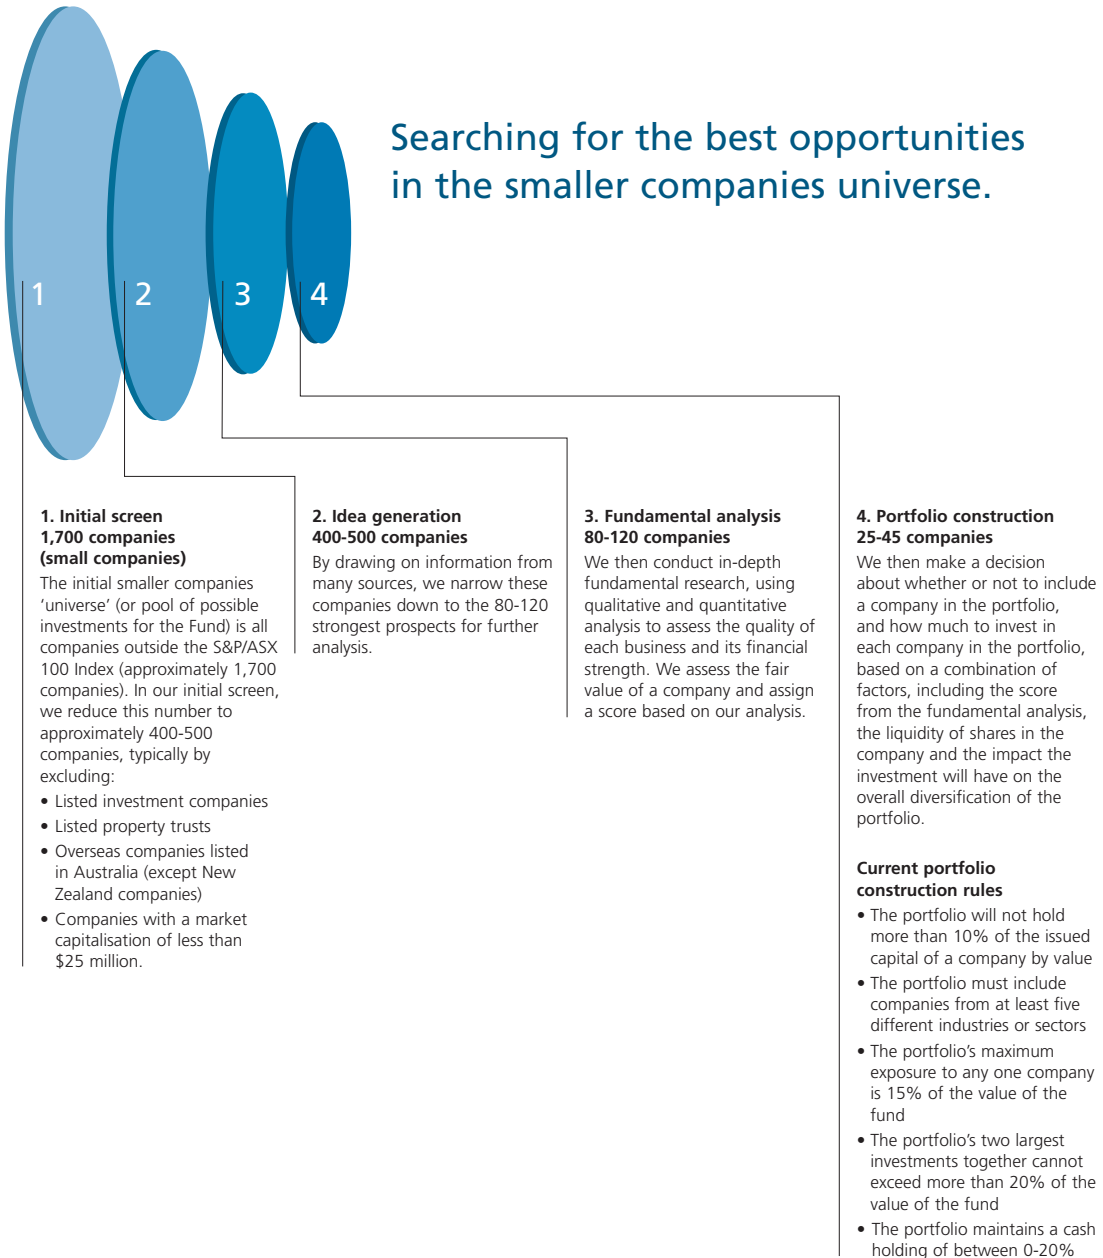 Searching for the best opportunities
in the smaller companies universe.
1
2
3
4
1. Initial screen
1,700 companies
(small companies)
The initial smaller companies
‘universe’ (or pool of possible
investments for the Fund) is all
companies outside the S&P/ASX
100 Index (approximately 1,700
companies). In our initial screen,
we reduce this number to
approximately 400-500
companies, typically by
excluding:
• Listed investment companies
• Listed property trusts
• Overseas companies listed
in Australia (except New
Zealand companies)
• Companies with a market
capitalisation of less than
$25 million.
2. Idea generation
400-500 companies
By drawing on information from
many sources, we narrow these
companies down to the 80-120
strongest prospects for further
analysis.
3. Fundamental analysis
80-120 companies
We then conduct in-depth
fundamental research, using
qualitative and quantitative
analysis to assess the quality of
each business and its financial
strength. We assess the fair
value of a company and assign
a score based on our analysis.
4. Portfolio construction
25-45 companies
We then make a decision
about whether or not to include
a company in the portfolio,
and how much to invest in
each company in the portfolio,
based on a combination of
factors, including the score
from the fundamental analysis,
the liquidity of shares in the
company and the impact the
investment will have on the
overall diversification of the
portfolio.
Current portfolio
construction rules
• The portfolio will not hold
more than 10% of the issued
capital of a company by value
• The portfolio must include
companies from at least five
different industries or sectors
• The portfolio’s maximum
exposure to any one company
is 15% of the value of the
fund
• The portfolio’s two largest
investments together cannot
exceed more than 20% of the
value of the fund
• The portfolio maintains a cash
holding of between 0-20%